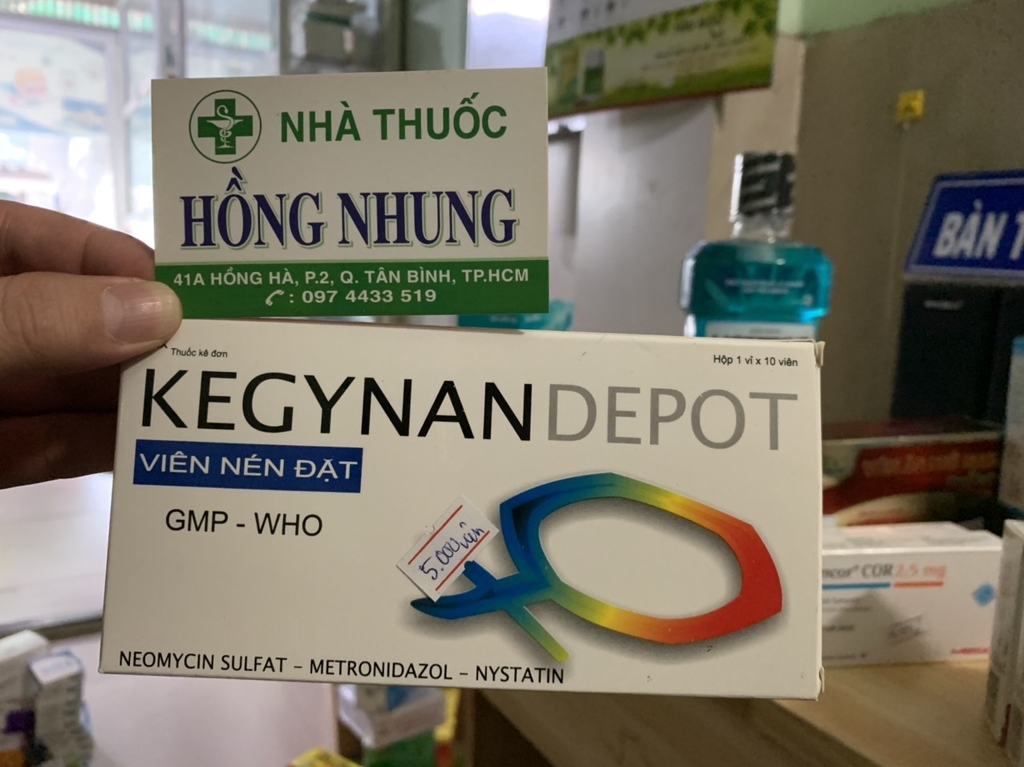 NHÀ THUỐC
HỒNG NHUNG
41A HỒNG HÀ, P.2, Q. TÂN BÌNH, TP.HCM
: 097 4433 519
Thuốc kê đơn
Hộp 1 vỉ x 10 viên
KEGYNANDEPOT
VIÊN NÉN ĐẶT
GMP - WHO
5.000/viên
NEOMYCIN SULFAT – METRONIDAZOL – NYSTATIN
BÀN
COR 2.5 mg